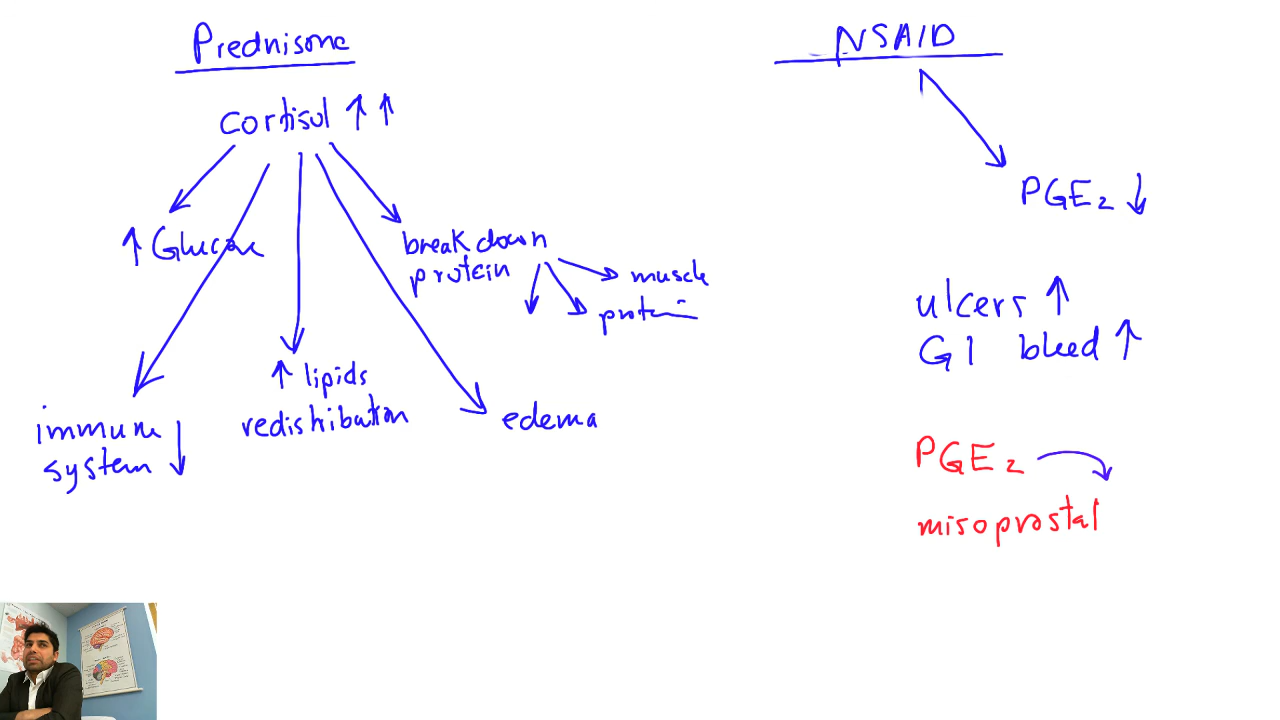 Prednisone
Cortisol ↑ ↑
↑ Glucose
break down
protein
muscle
protein
immune
system ↓
↑ lipids
redistribution
edema
NSAID
PGE₂ ↓
ulcers ↑
GI bleed ↑
PGE₂
misoprostal